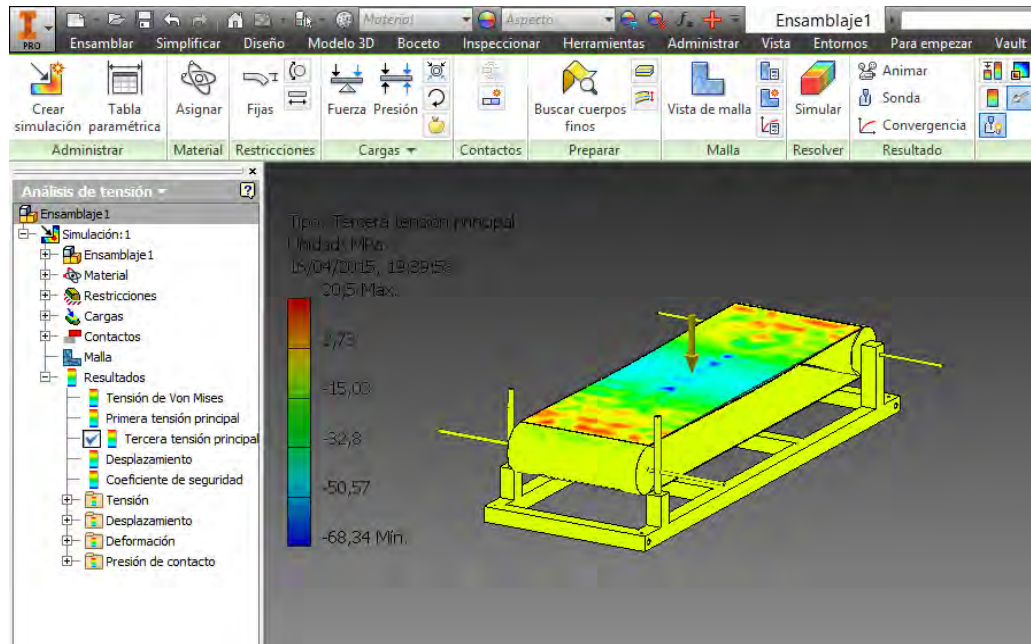 PRO
Material
Aspecto
Ensamblaje1
Ensamblar Simplificar Diseño Modelo 3D Boceto Inspeccionar Herramientas Administrar Vista Entornos Para empezar Vault
Crear simulación
Tabla paramétrica
Asignar
Fijas
Fuerza
Presión
Buscar cuerpos finos
Vista de malla
Simular
Animar
Sonda
Convergencia
Administrar Material Restricciones Cargas Contactos Preparar Malla Resolver Resultado
Análisis de tensión
Ensamblaje1
Simulación:1
Ensamblaje1
Material
Restricciones
Cargas
Contactos
Malla
Resultados
Tensión de Von Mises
Primera tensión principal
Tercera tensión principal
Desplazamiento
Coeficiente de seguridad
Tensión
Desplazamiento
Deformación
Presión de contacto
Tipo: Tercera tensión principal
Unidad: MPa
20,5 Máx.
2,73
-15,03
-32,8
-50,57
-68,34 Mín.